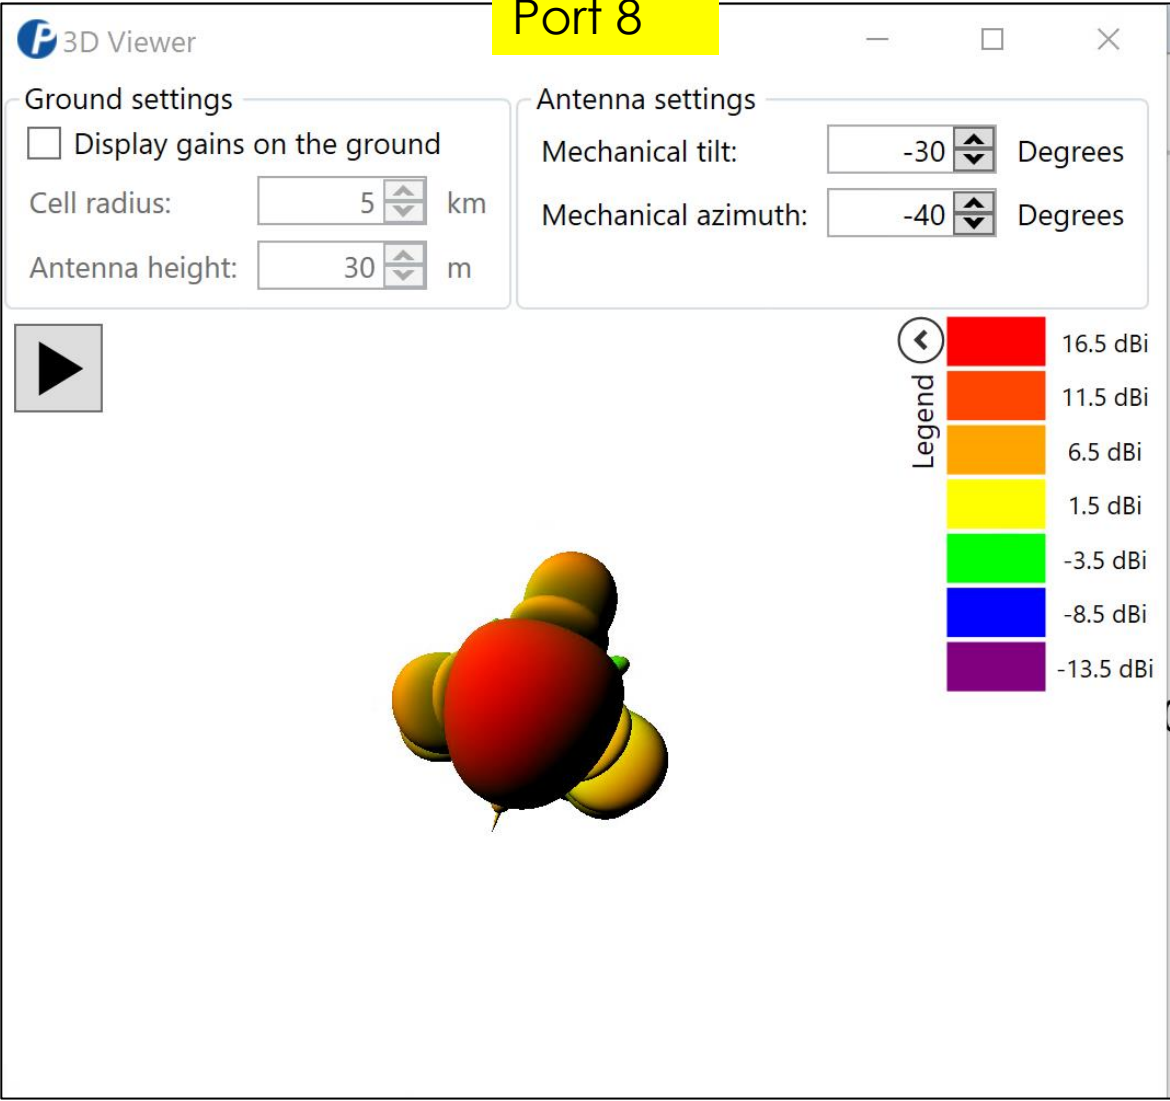 Port 8
3D Viewer
Ground settings
Display gains on the ground
Cell radius: 5 km
Antenna height: 30 m
Antenna settings
Mechanical tilt: -30 Degrees
Mechanical azimuth: -40 Degrees
Legend
16.5 dBi
11.5 dBi
6.5 dBi
1.5 dBi
-3.5 dBi
-8.5 dBi
-13.5 dBi